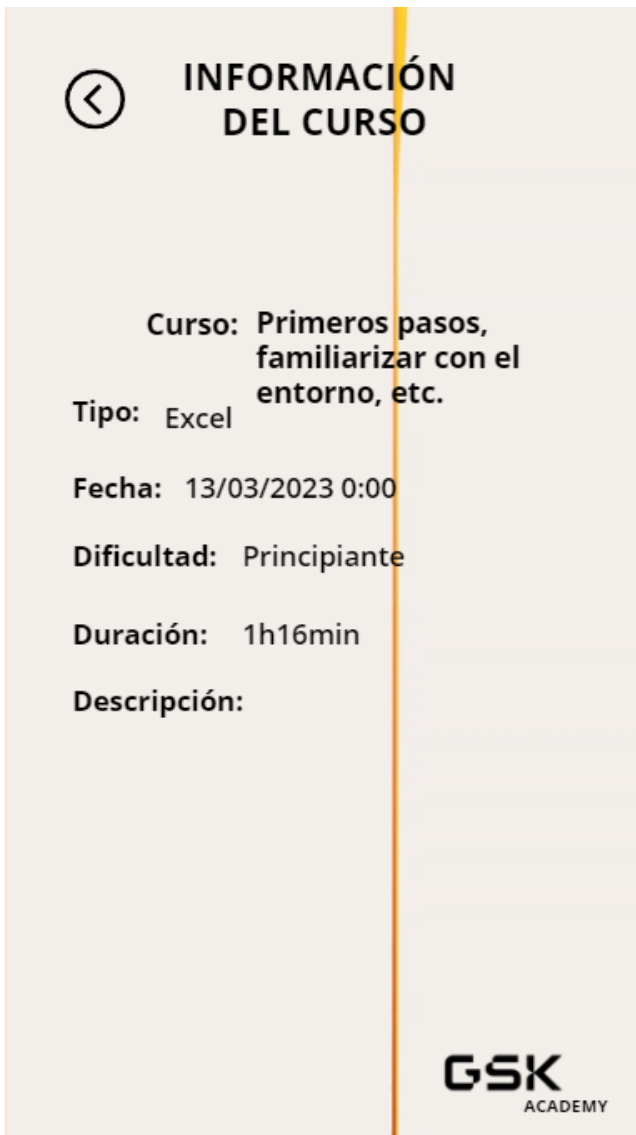 INFORMACIÓN
DEL CURSO
Curso: Primeros pasos,
familiarizar con el
entorno, etc.
Tipo: Excel
Fecha: 13/03/2023 0:00
Dificultad: Principiante
Duración: 1h16min
Descripción:
GSK
ACADEMY